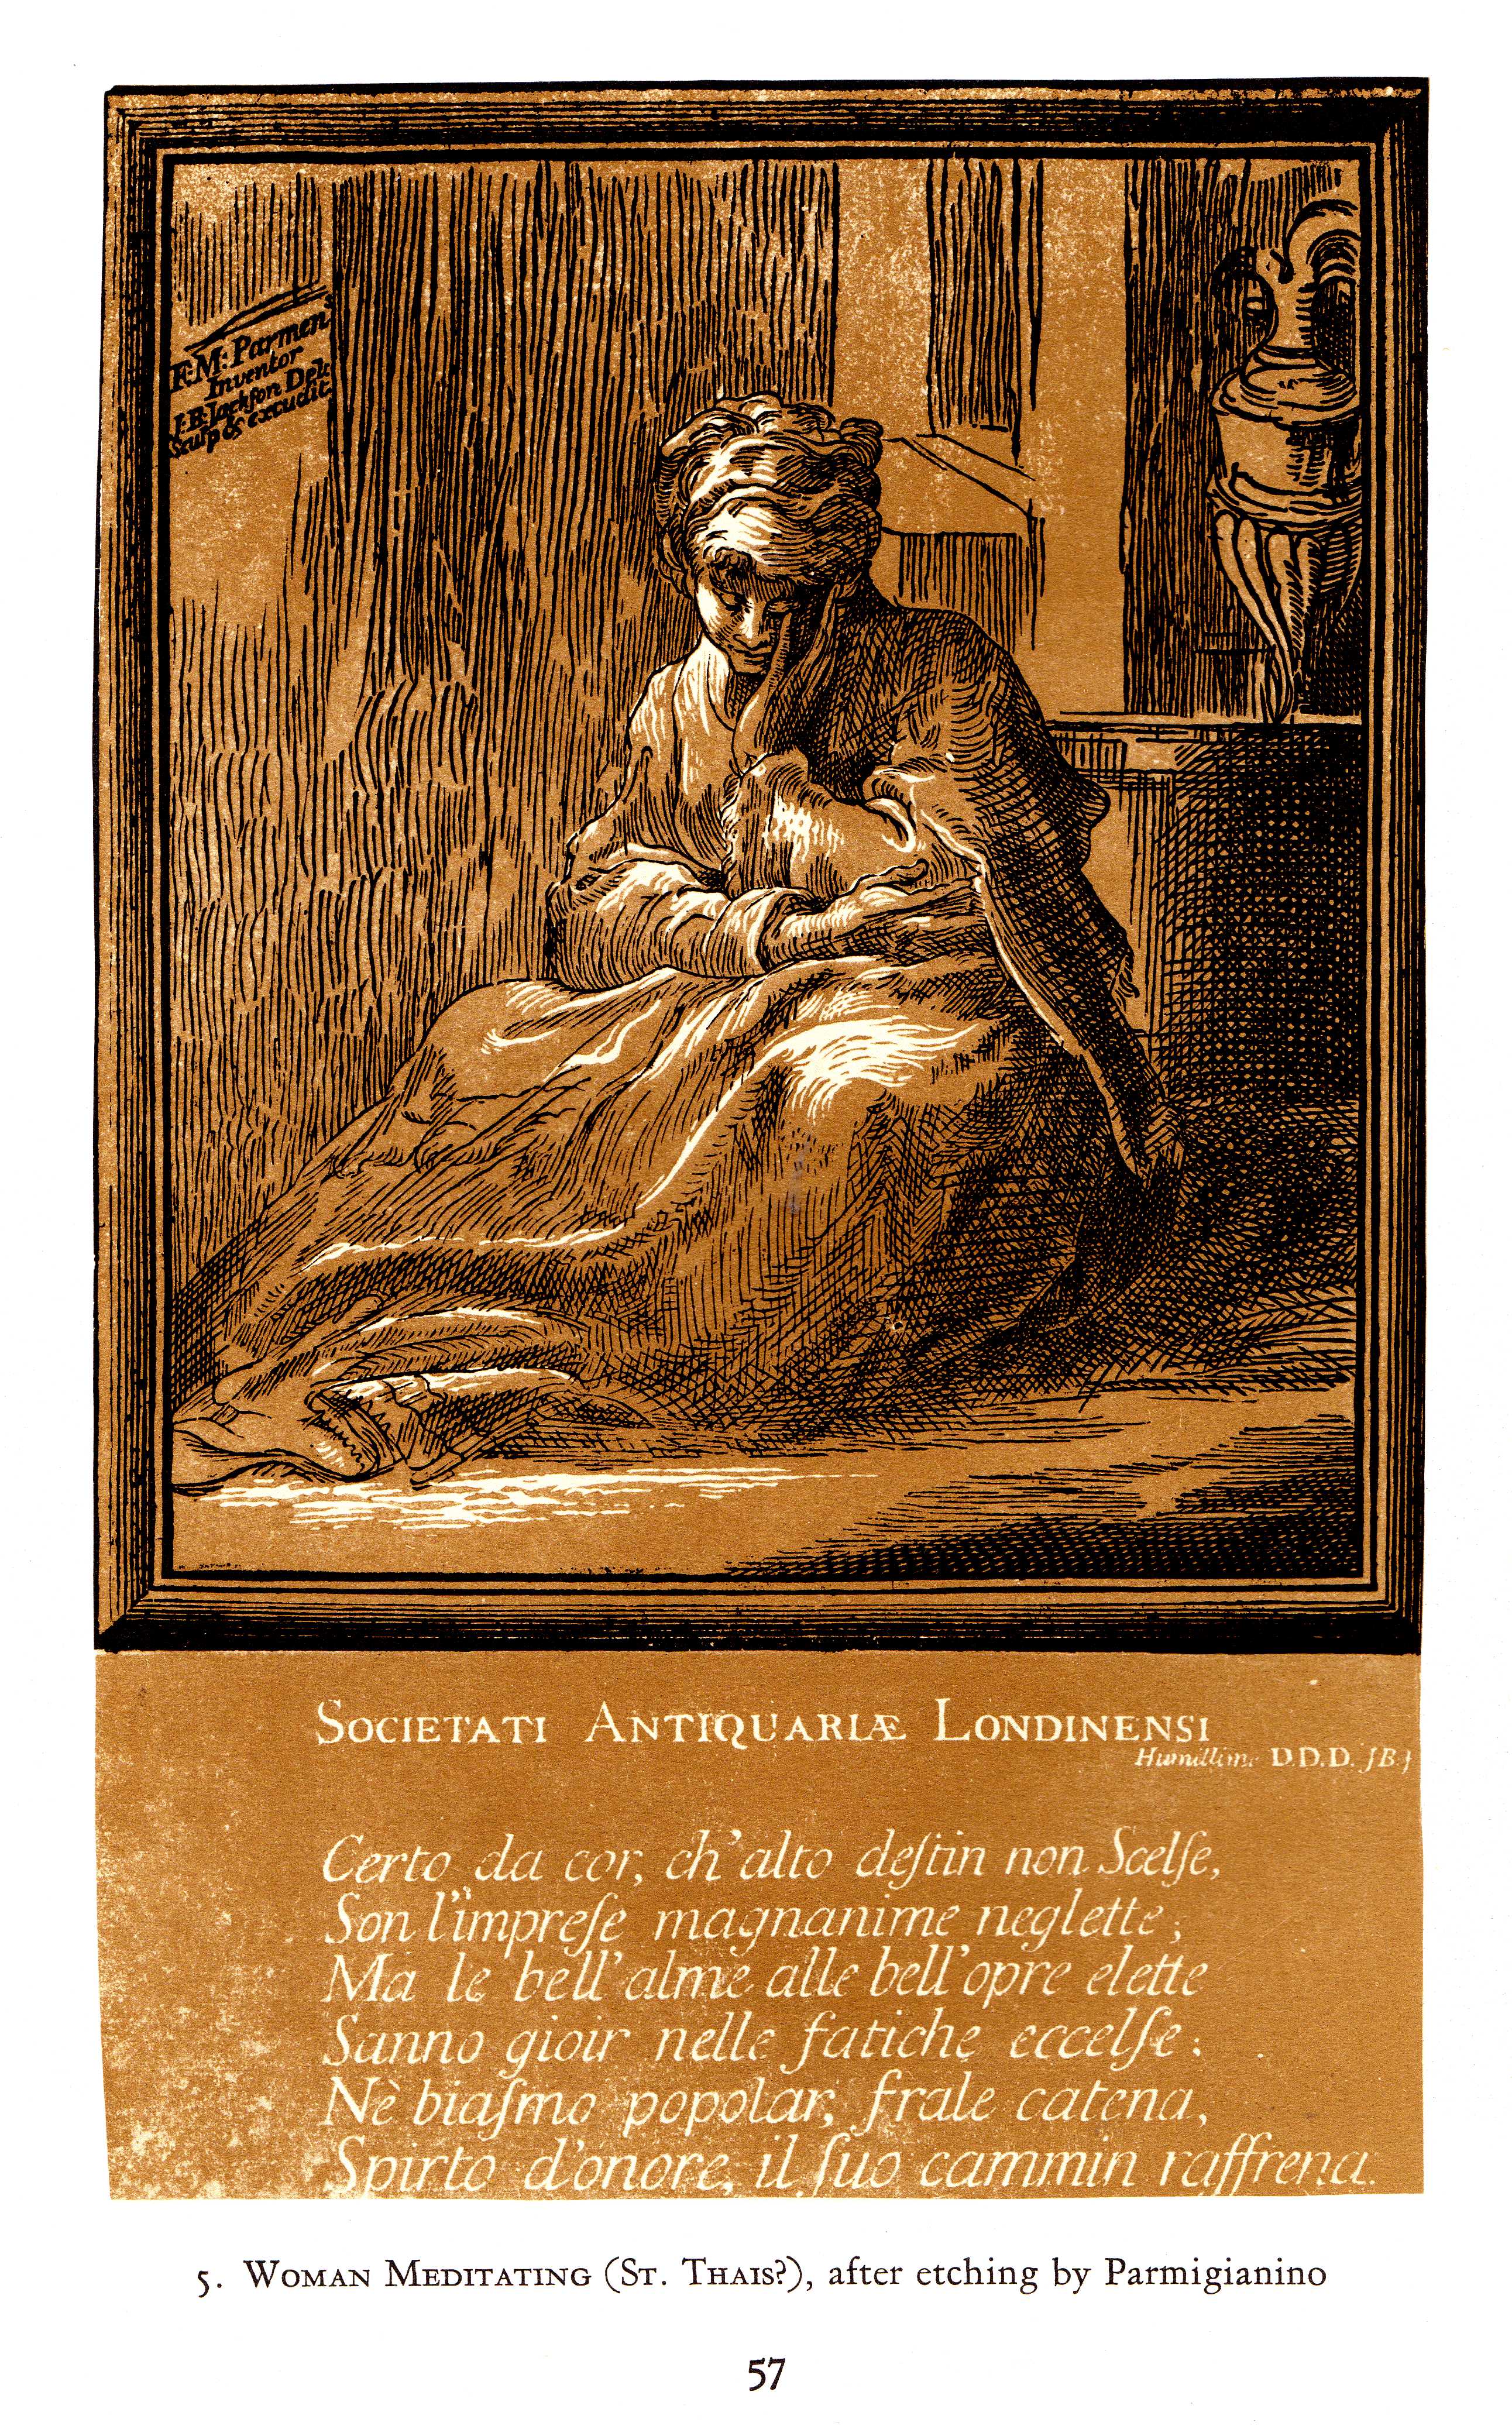 F: M: Parmens
Inventor
J: B: Jackſon Del:
Sculp & excudit
SOCIETATI ANTIQUARIÆ LONDINENSI
Humillime D.D.D. JBJ
Certo da cor, ch'alto deſtin non Scelſe,
Son l'impreſe magnanime neglette;
Ma le bell'alme alle bell'opre elette
Sanno gioir nelle fatiche eccelſe:
Nè biaſmo popolar, frale catena,
Spirto d'onore, il ſuo cammin raffrena.
5. WOMAN MEDITATING (ST. THAIS?), after etching by Parmigianino
57